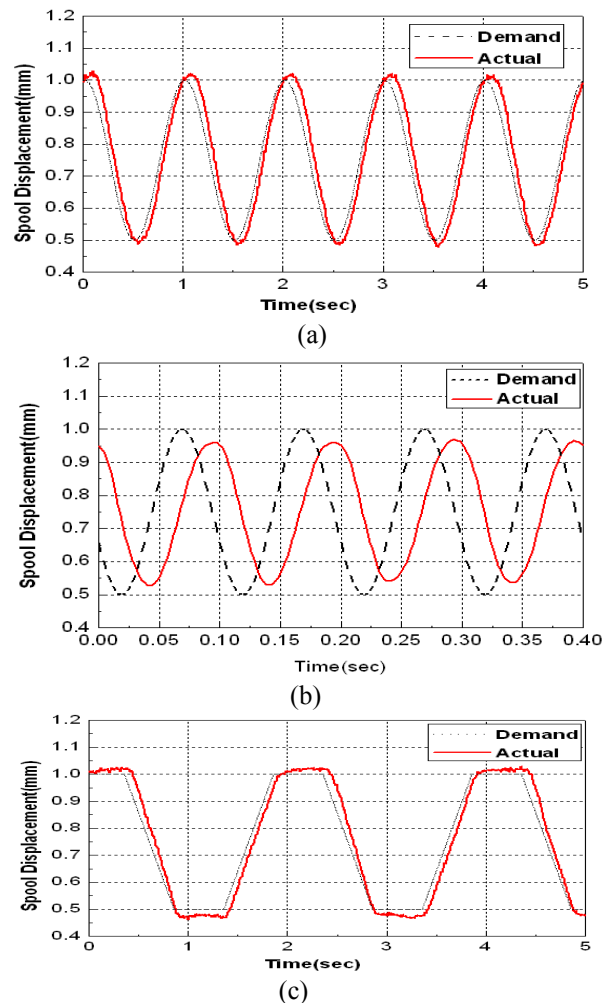 1.2
1.1
1.0
0.9
0.8
0.7
0.6
0.5
0.4
Spool Displacement(mm)
Demand
Actual
0 1 2 3 4 5
Time(sec)
(a)
1.2
1.1
1.0
0.9
0.8
0.7
0.6
0.5
0.4
Spool Displacement(mm)
Demand
Actual
0.00 0.05 0.10 0.15 0.20 0.25 0.30 0.35 0.40
Time(sec)
(b)
1.2
1.1
1.0
0.9
0.8
0.7
0.6
0.5
0.4
Spool Displacement(mm)
Demand
Actual
0 1 2 3 4 5
Time(sec)
(c)